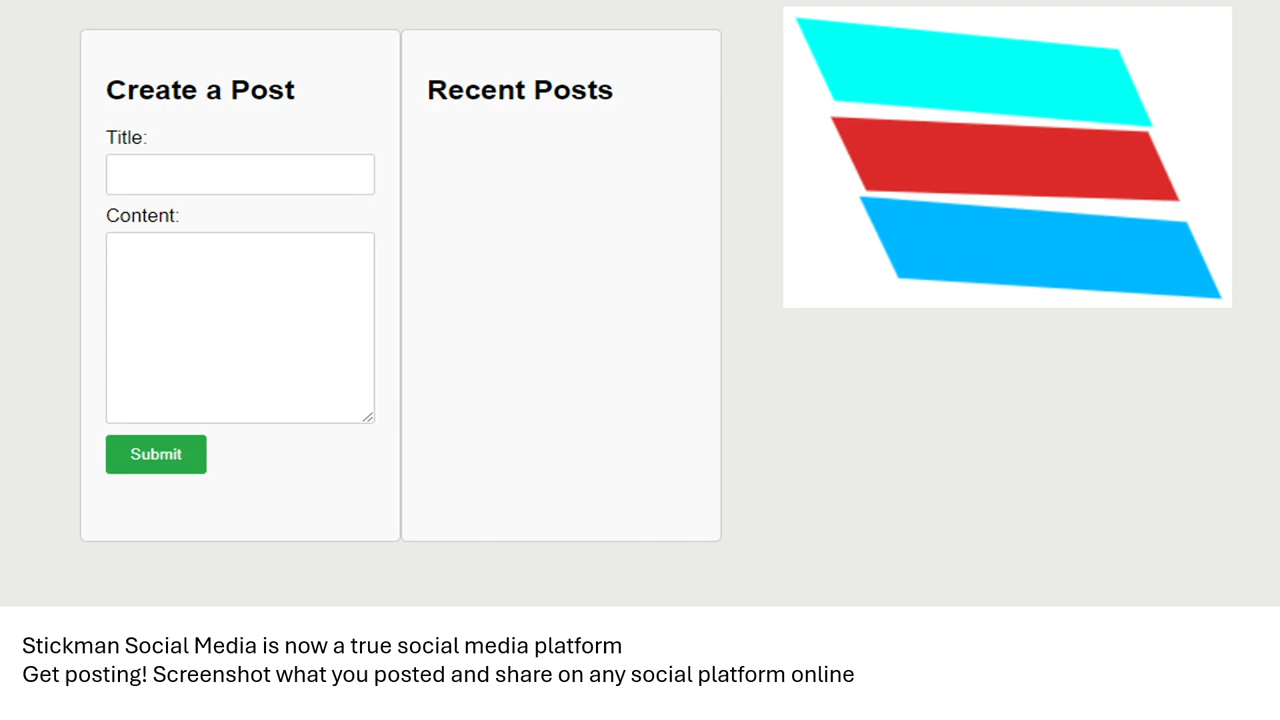 Create a Post
Title:
Content:
Submit
Recent Posts
Stickman Social Media is now a true social media platform
Get posting! Screenshot what you posted and share on any social platform online